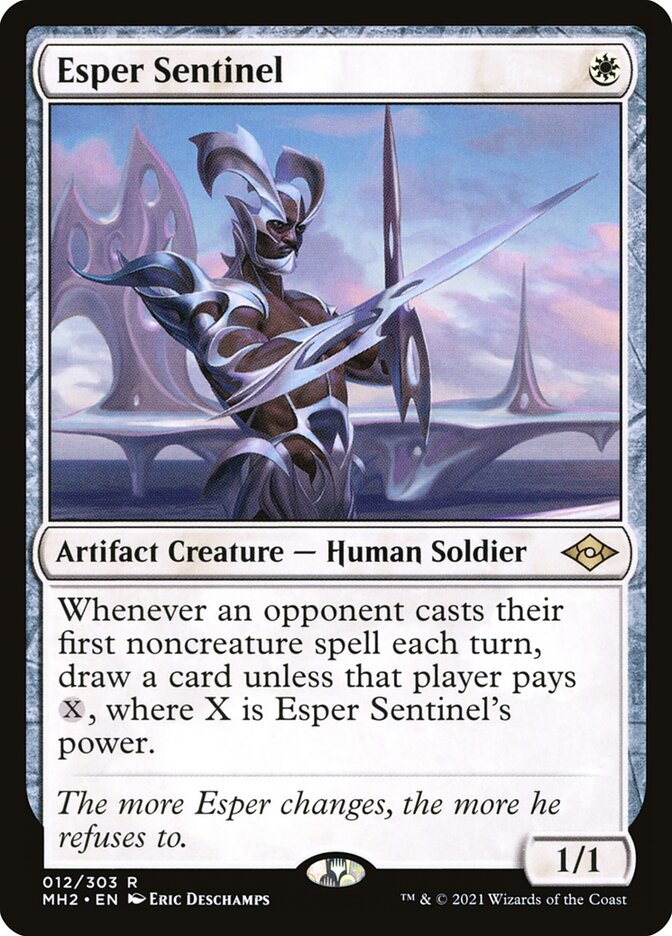 Esper Sentinel
Artifact Creature — Human Soldier
Whenever an opponent casts their
first noncreature spell each turn,
draw a card unless that player pays
X, where X is Esper Sentinel's
power.
The more Esper changes, the more he
refuses to.
1/1
012/303 R
MH2 • EN Eric Deschamps
™ & © 2021 Wizards of the Coast